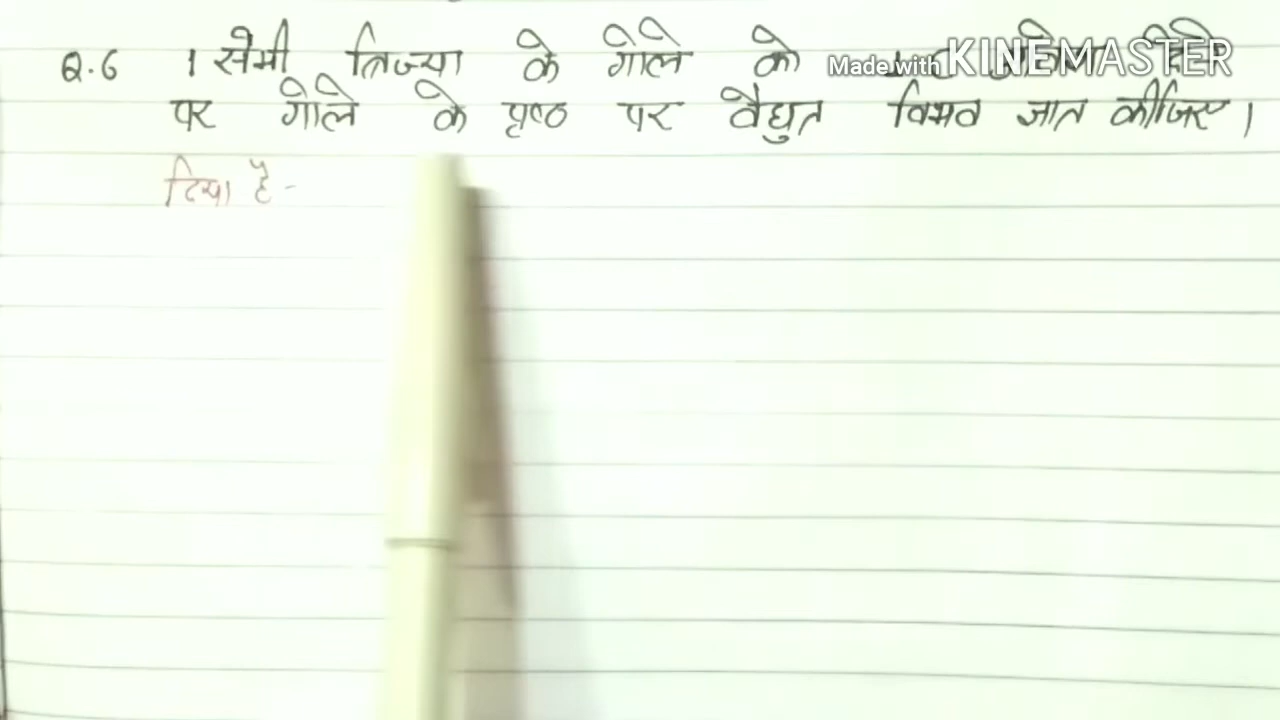 Q.6 1 सेमी त्रिज्या के गोले को
Made with KINEMASTER
पर गोले के पृष्ठ पर वैद्युत विभव ज्ञात कीजिए।
दिया है -